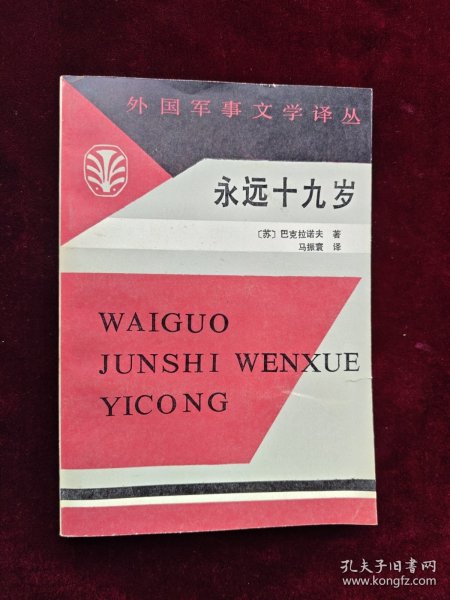 外国军事文学译丛
永远十九岁
〔苏〕巴克拉诺夫 著
马振寰 译
WAIGUO
JUNSHI WENXUE
YICONG
孔夫子旧书网
www.kongfz.com